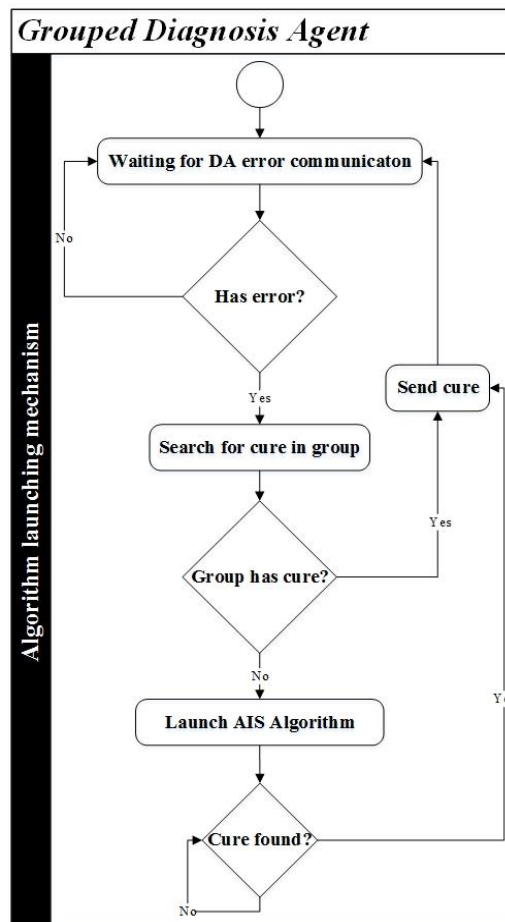 Grouped Diagnosis Agent
Algorithm launching mechanism
Waiting for DA error communicaton
No
Has error?
Yes
Send cure
Search for cure in group
Yes
Group has cure?
No
Launch AIS Algorithm
Cure found?
No